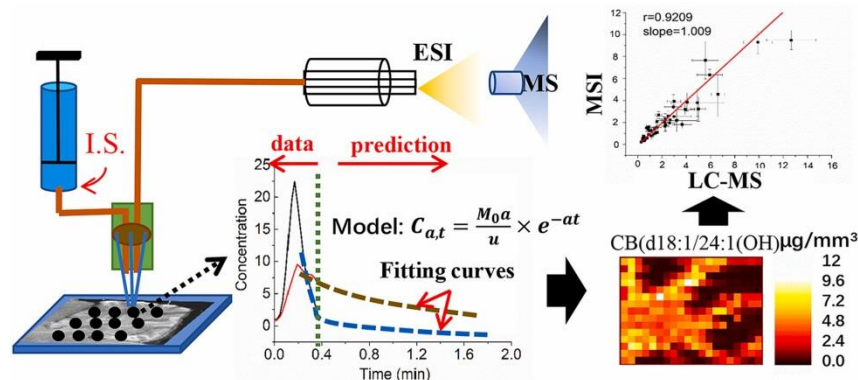 I.S.
ESI
MS
data
prediction
Concentration
25
20
15
10
5
0
0.0
0.4
0.8
1.2
1.6
2.0
Time (min)
Model: C_{a,t} = \frac{M_0 a}{u} × e^{-at}
Fitting curves
r=0.9209
slope=1.009
MSI
12
10
8
6
4
2
0
0 2 4 6 8 10 12 14 16
LC-MS
CB(d18:1/24:1(OH) μg/mm³
12
9.6
7.2
4.8
2.4
0.0